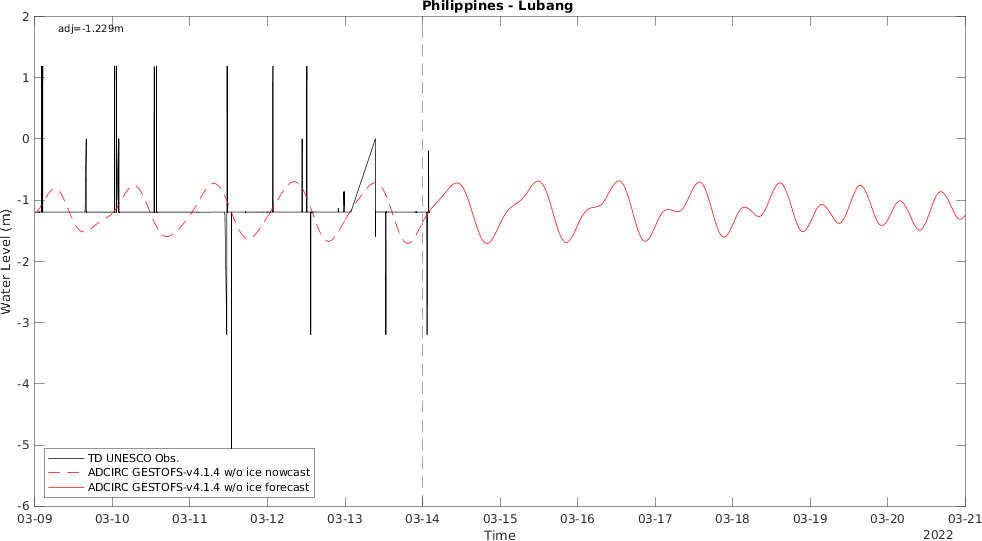 Philippines - Lubang
adj=-1.229m
2
1
0
-1
-2
-3
-4
-5
-6
Water Level (m)
TD UNESCO Obs.
ADCIRC GESTOFS-v4.1.4 w/o ice nowcast
ADCIRC GESTOFS-v4.1.4 w/o ice forecast
03-09 03-10 03-11 03-12 03-13 03-14 03-15 03-16 03-17 03-18 03-19 03-20 03-21
Time
2022